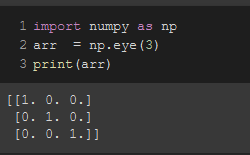 1 import numpy as np
2 arr  = np.eye(3)
3 print(arr)
[[1. 0. 0.]
 [0. 1. 0.]
 [0. 0. 1.]]